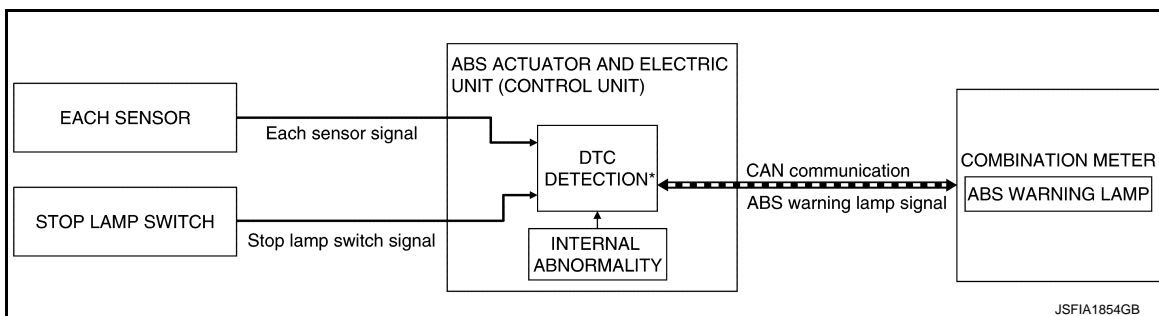 ABS ACTUATOR AND ELECTRIC
UNIT (CONTROL UNIT)
EACH SENSOR
Each sensor signal
STOP LAMP SWITCH
Stop lamp switch signal
DTC
DETECTION*
INTERNAL
ABNORMALITY
CAN communication
ABS warning lamp signal
COMBINATION METER
ABS WARNING LAMP
JSFIA1854GB